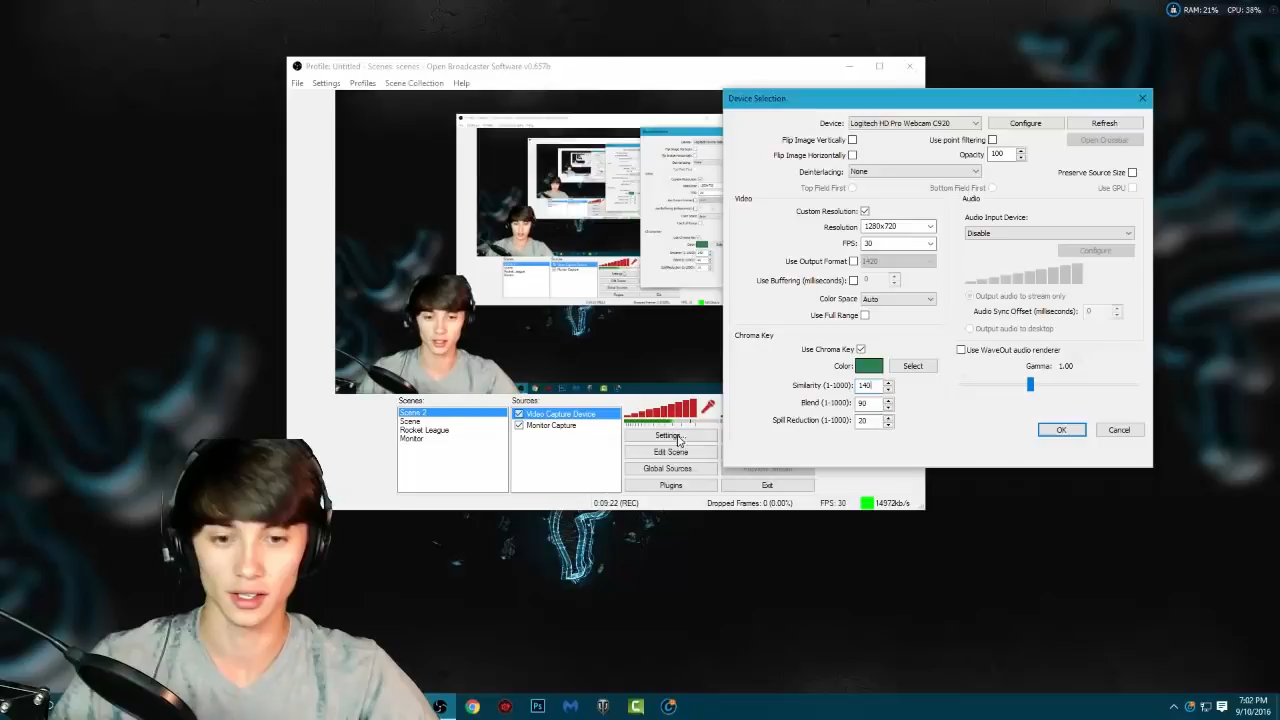 RAM: 21% CPU: 38%
Profile: Untitled - Scenes: scenes - Open Broadcaster Software v0.657b
File Settings Profiles Scene Collection Help
Device Selection
Device: Logitech HD Pro Webcam C920 Configure Refresh
Flip Image Vertically Use point filtering Open Crossbar
Flip Image Horizontally Opacity 100
Deinterlacing: None Preserve Source Size
Top Field First Bottom Field First Use GPU
Video Audio
Custom Resolution: Audio Input Device:
Resolution 1280x720 Disable
FPS: 30 Configure
Use Output Format I420
Use Buffering (milliseconds) 0
Color Space Auto Output audio to stream only
Use Full Range Audio Sync Offset (milliseconds) 0
Output audio to desktop
Chroma Key
Use Chroma Key Use WaveOut audio renderer
Color: Select Gamma: 1.00
Similarity (1-1000): 140
Blend (1-1000): 90
Spill Reduction (1-1000): 20
OK Cancel
Scenes: Sources:
Scene 2
Scene
Rocket League
Monitor
Video Capture Device
Monitor Capture
Settings...
Edit Scene
Global Sources
Plugins Exit
0:09:22 (REC) Dropped Frames: 0 (0.00%) FPS: 30 14972kb/s
Ps
7:02 PM
9/10/2016